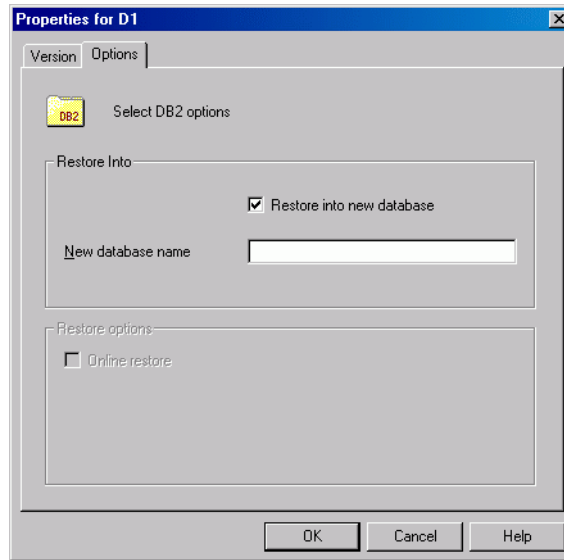 Properties for D1
Version Options
DB2 Select DB2 options
Restore Into
Restore into new database
New database name
Restore options
Online restore
OK Cancel Help